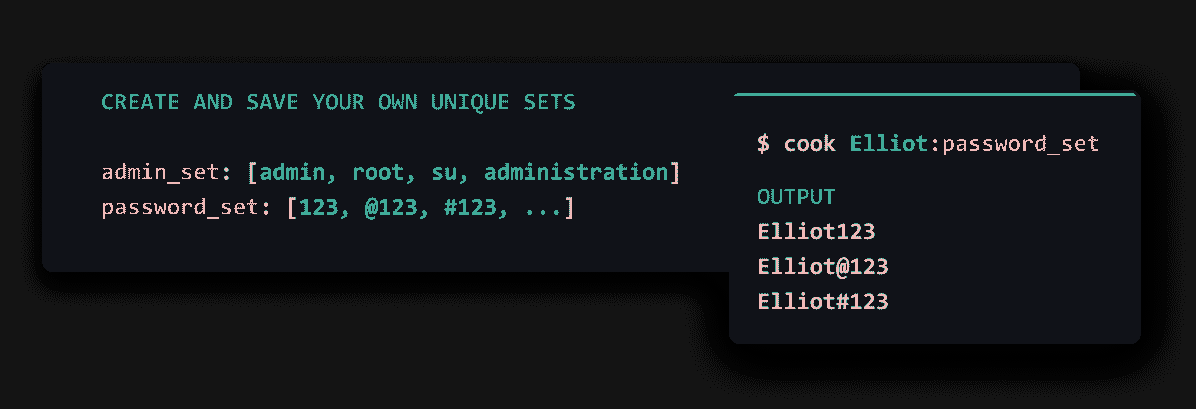 CREATE AND SAVE YOUR OWN UNIQUE SETS
admin_set: [admin, root, su, administration]
password_set: [123, @123, #123, ...]
$ cook Elliot:password_set
OUTPUT
Elliot123
Elliot@123
Elliot#123